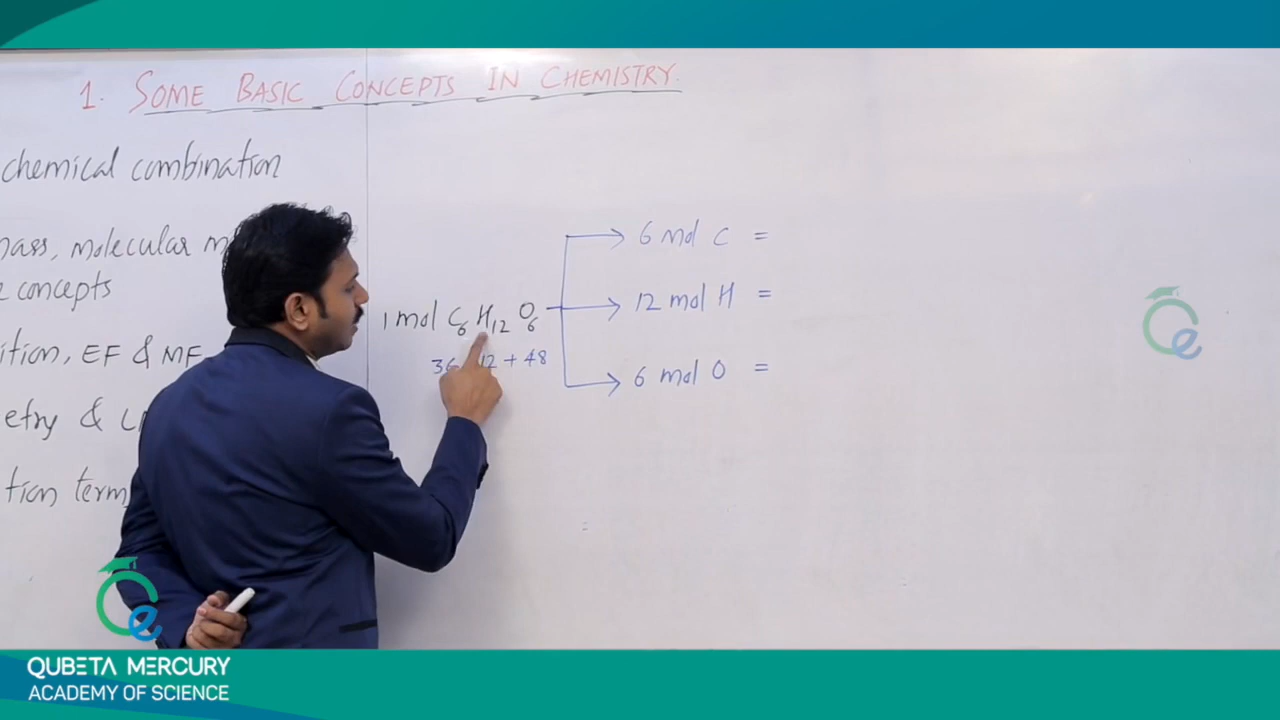 1. SOME BASIC CONCEPTS IN CHEMISTRY.
chemical combination
mass, molecular
concepts
ition, EF & MF
6 mol C =
12 mol H =
1 mol C6 H12 O6
36 12 + 48
6 mol O =
etry &
tion term
QUBETA MERCURY
ACADEMY OF SCIENCE